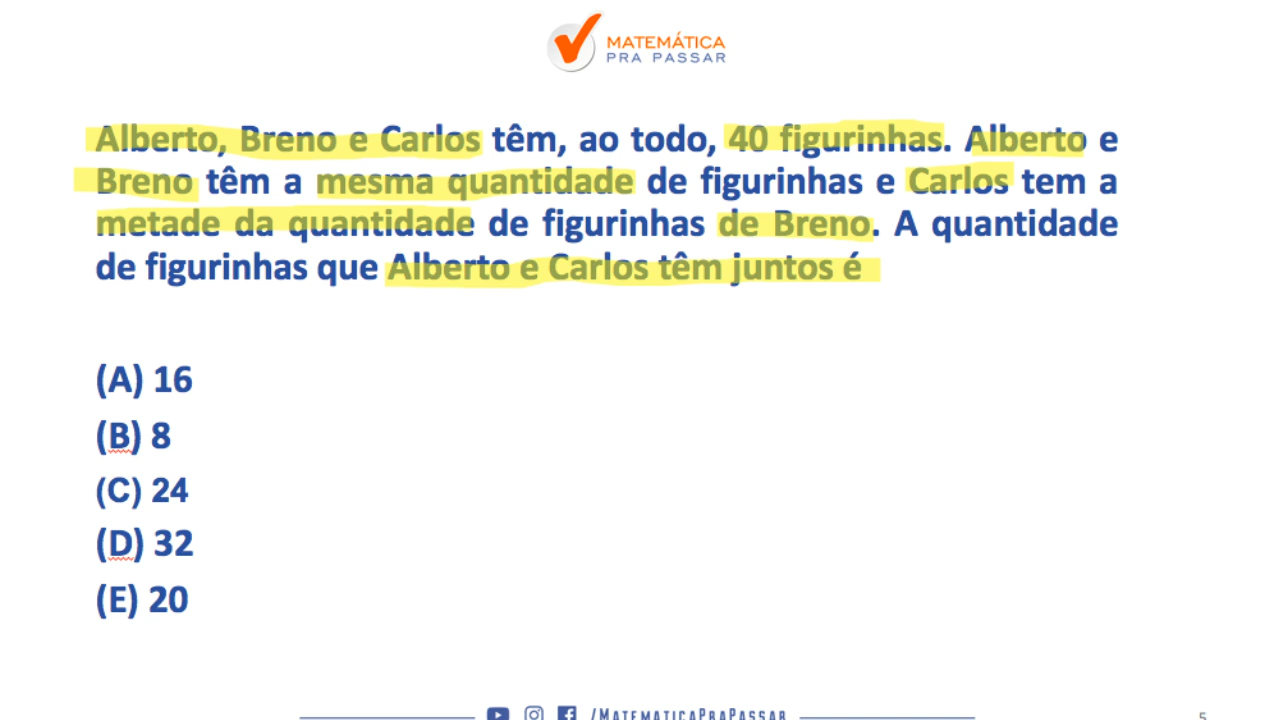 MATEMÁTICA
PRA PASSAR
Alberto, Breno e Carlos têm, ao todo, 40 figurinhas. Alberto e
Breno têm a mesma quantidade de figurinhas e Carlos tem a
metade da quantidade de figurinhas de Breno. A quantidade
de figurinhas que Alberto e Carlos têm juntos é
(A) 16
(B) 8
(C) 24
(D) 32
(E) 20
/MATEMATICAPRAPASSAR
5